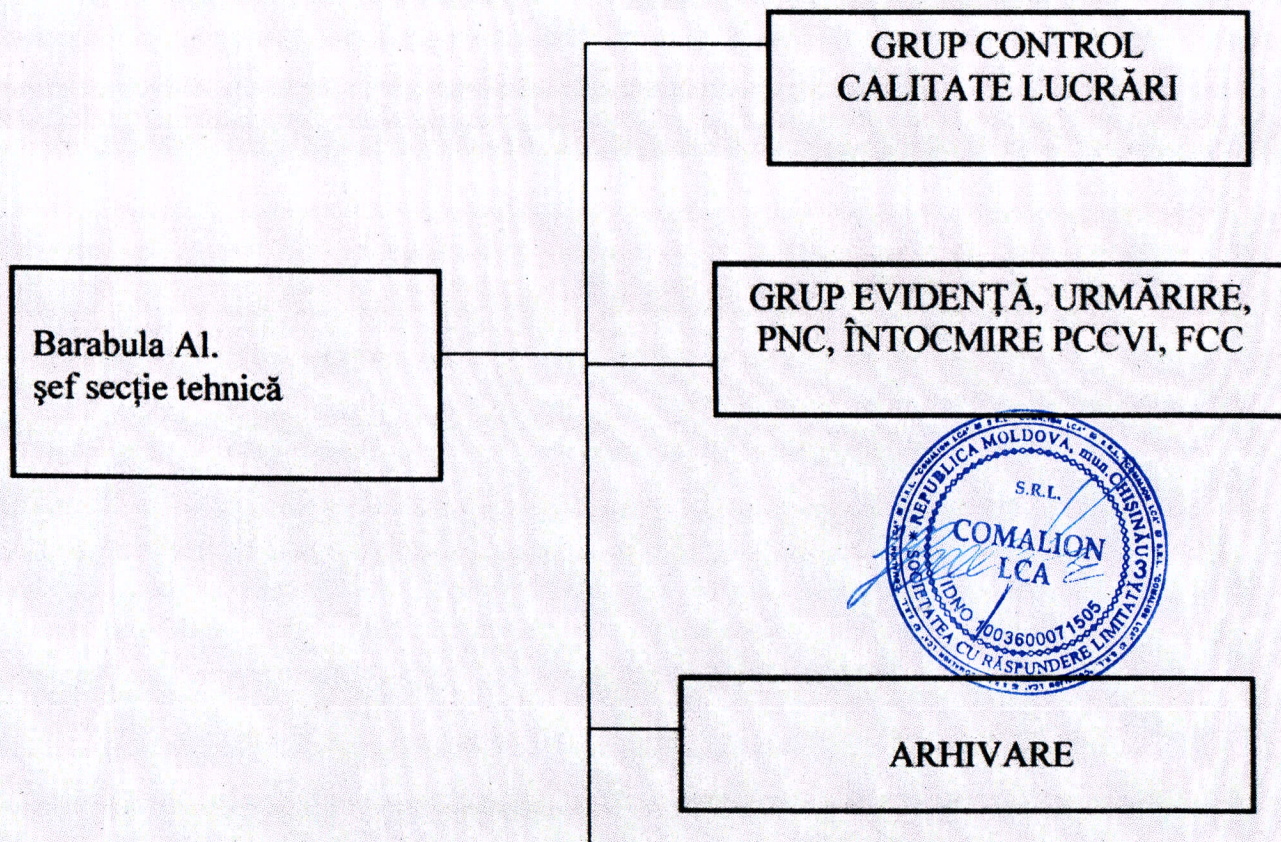 GRUP CONTROL
CALITATE LUCRĂRI
Barabula Al.
şef secţie tehnică
GRUP EVIDENŢĂ, URMĂRIRE,
PNC, ÎNTOCMIRE PCCVI, FCC
REPUBLICA MOLDOVA, mun. CHIŞINĂU
S.R.L.
COMALION
LCA
IDNO 1003600071505
SOCIETATEA CU RĂSPUNDERE LIMITATĂ
ARHIVARE